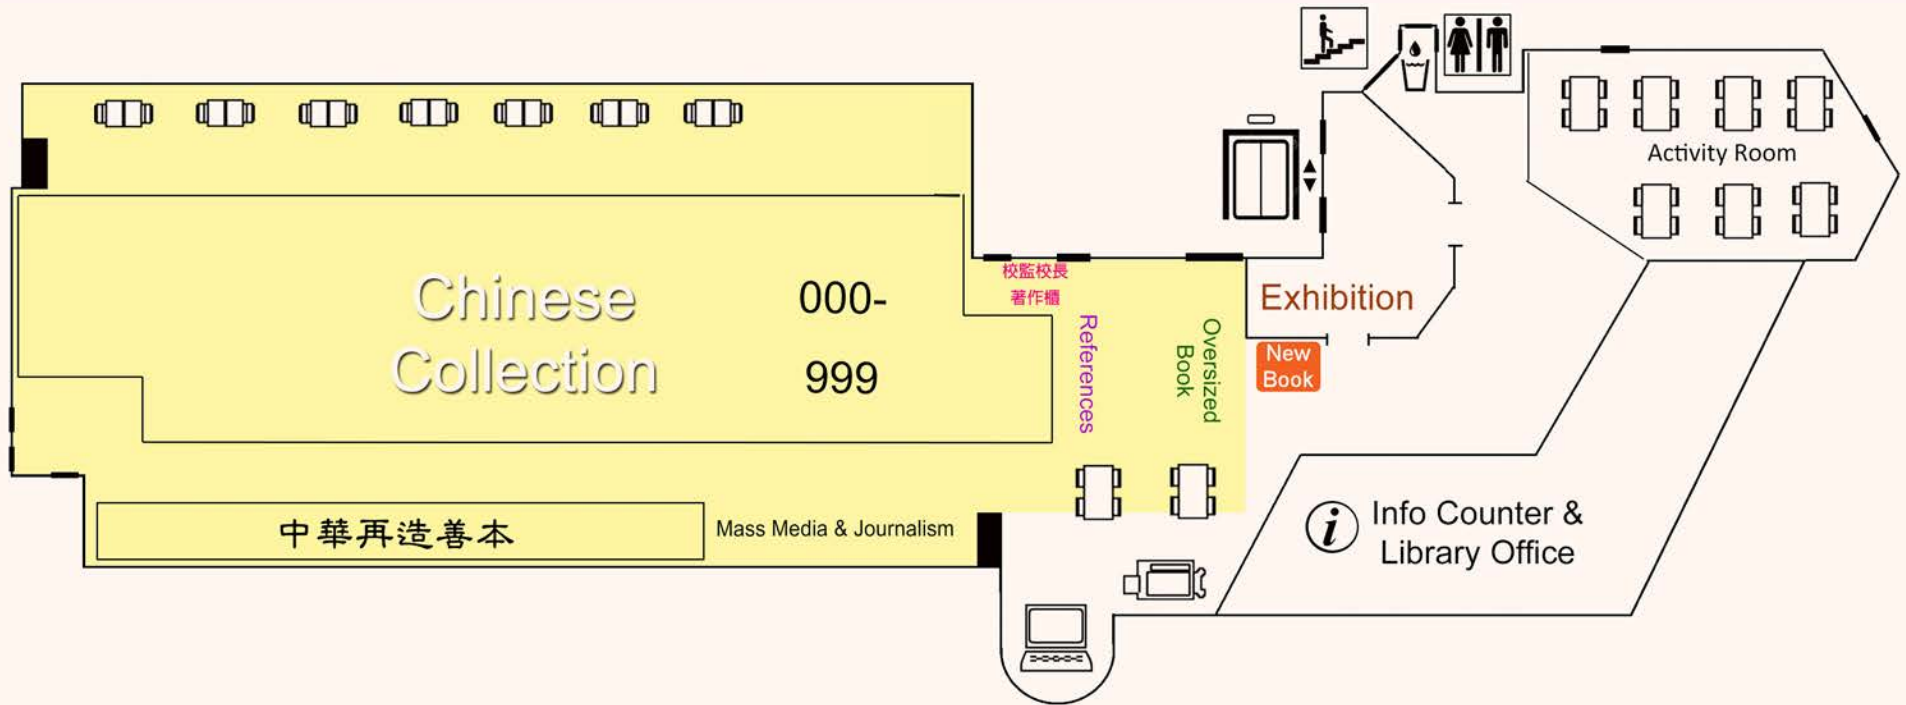 Activity Room
Chinese
Collection
000-
999
校監校長
著作櫃
References
Oversized
Book
Exhibition
New
Book
中華再造善本
Mass Media & Journalism
i
Info Counter &
Library Office